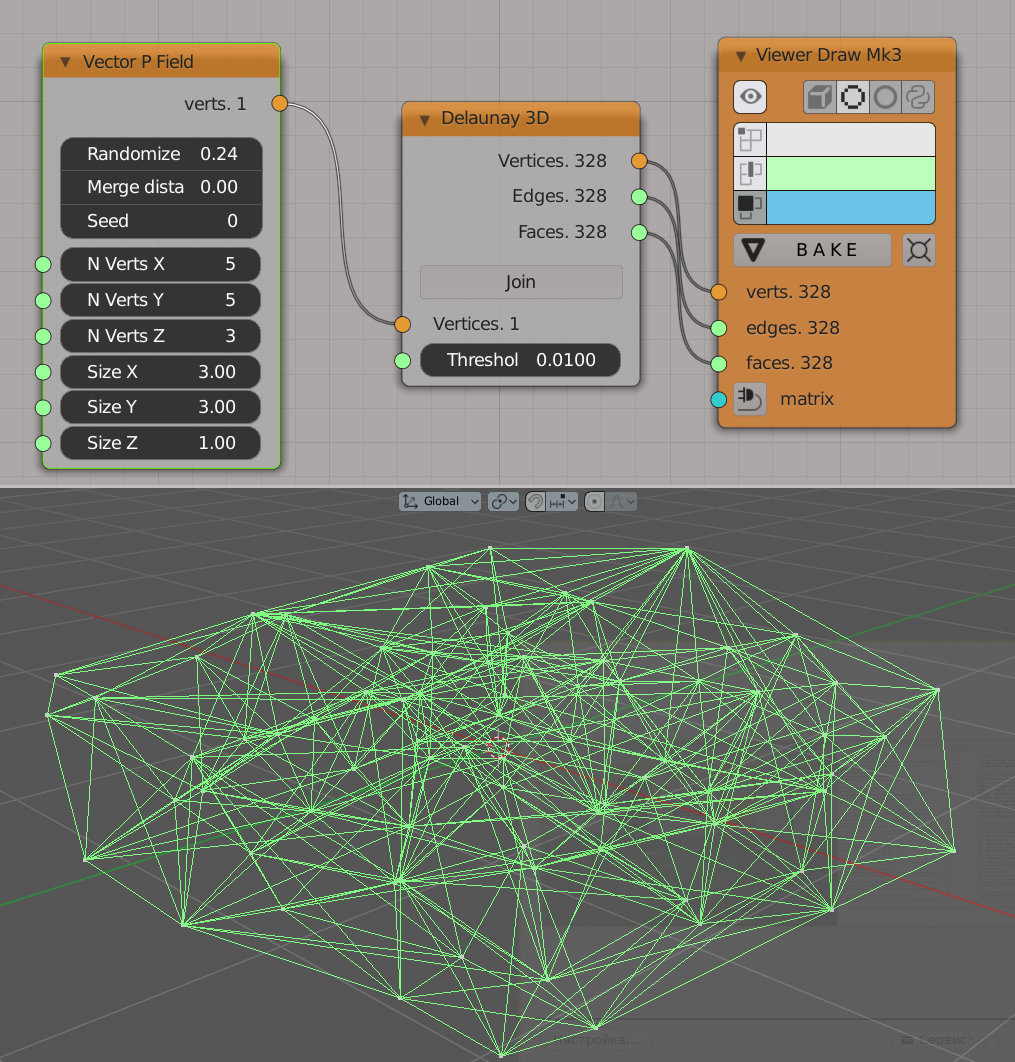 Vector P Field
verts. 1
Randomize 0.24
Merge dista 0.00
Seed 0
N Verts X 5
N Verts Y 5
N Verts Z 3
Size X 3.00
Size Y 3.00
Size Z 1.00
Delaunay 3D
Vertices. 328
Edges. 328
Faces. 328
Join
Vertices. 1
Threshol 0.0100
Viewer Draw Mk3
BAKE
verts. 328
edges. 328
faces. 328
matrix
Global
Сервис